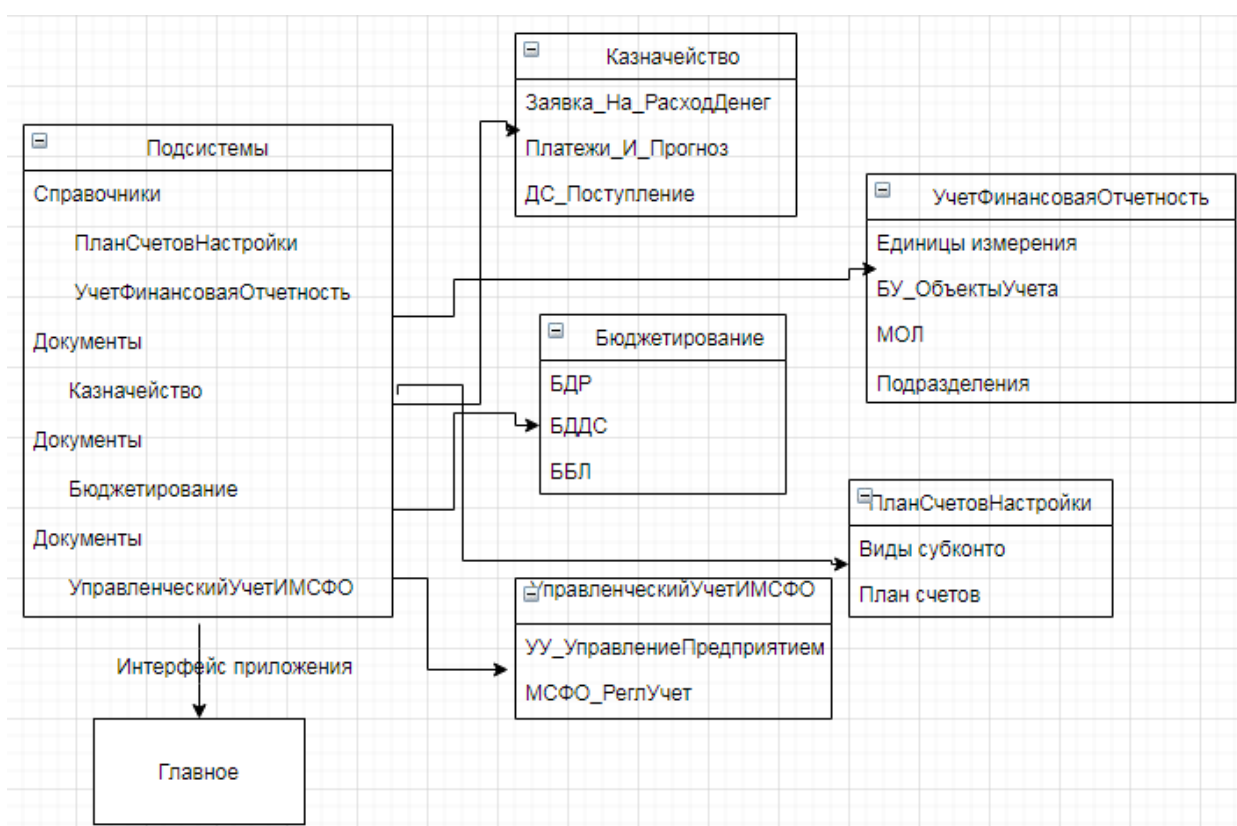 Казначейство
Заявка_На_РасходДенег
Платежи_И_Прогноз
ДС_Поступление
Подсистемы
Справочники
ПланСчетовНастройки
УчетФинансоваяОтчетность
Документы
Казначейство
Документы
Бюджетирование
Документы
УправленческийУчетИМСФО
УчетФинансоваяОтчетность
Единицы измерения
БУ_ОбъектыУчета
МОЛ
Подразделения
Бюджетирование
БДР
БДДС
ББЛ
ПланСчетовНастройки
Виды субконто
План счетов
УправленческийУчетИМСФО
УУ_УправлениеПредприятием
МСФО_РеглУчет
Интерфейс приложения
Главное